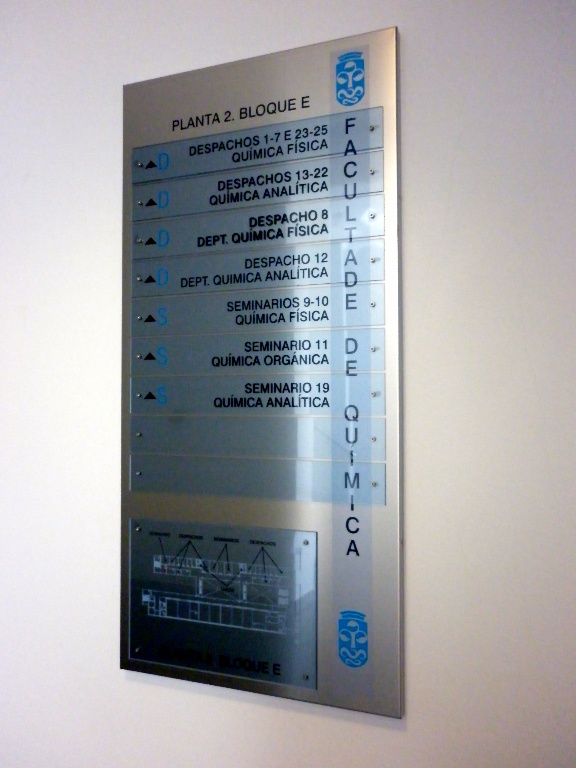 PLANTA 2. BLOQUE E
D DESPACHOS 1-7 E 23-25
QUÍMICA FÍSICA
D DESPACHOS 13-22
QUÍMICA ANALÍTICA
D DESPACHO 8
DEPT. QUÍMICA FÍSICA
D DESPACHO 12
DEPT. QUIMICA ANALÍTICA
S SEMINARIOS 9-10
QUÍMICA FÍSICA
S SEMINARIO 11
QUÍMICA ORGÁNICA
S SEMINARIO 19
QUÍMICA ANALÍTICA
FACULTADE DE QUÍMICA
DESPACHOS
BLOQUE E